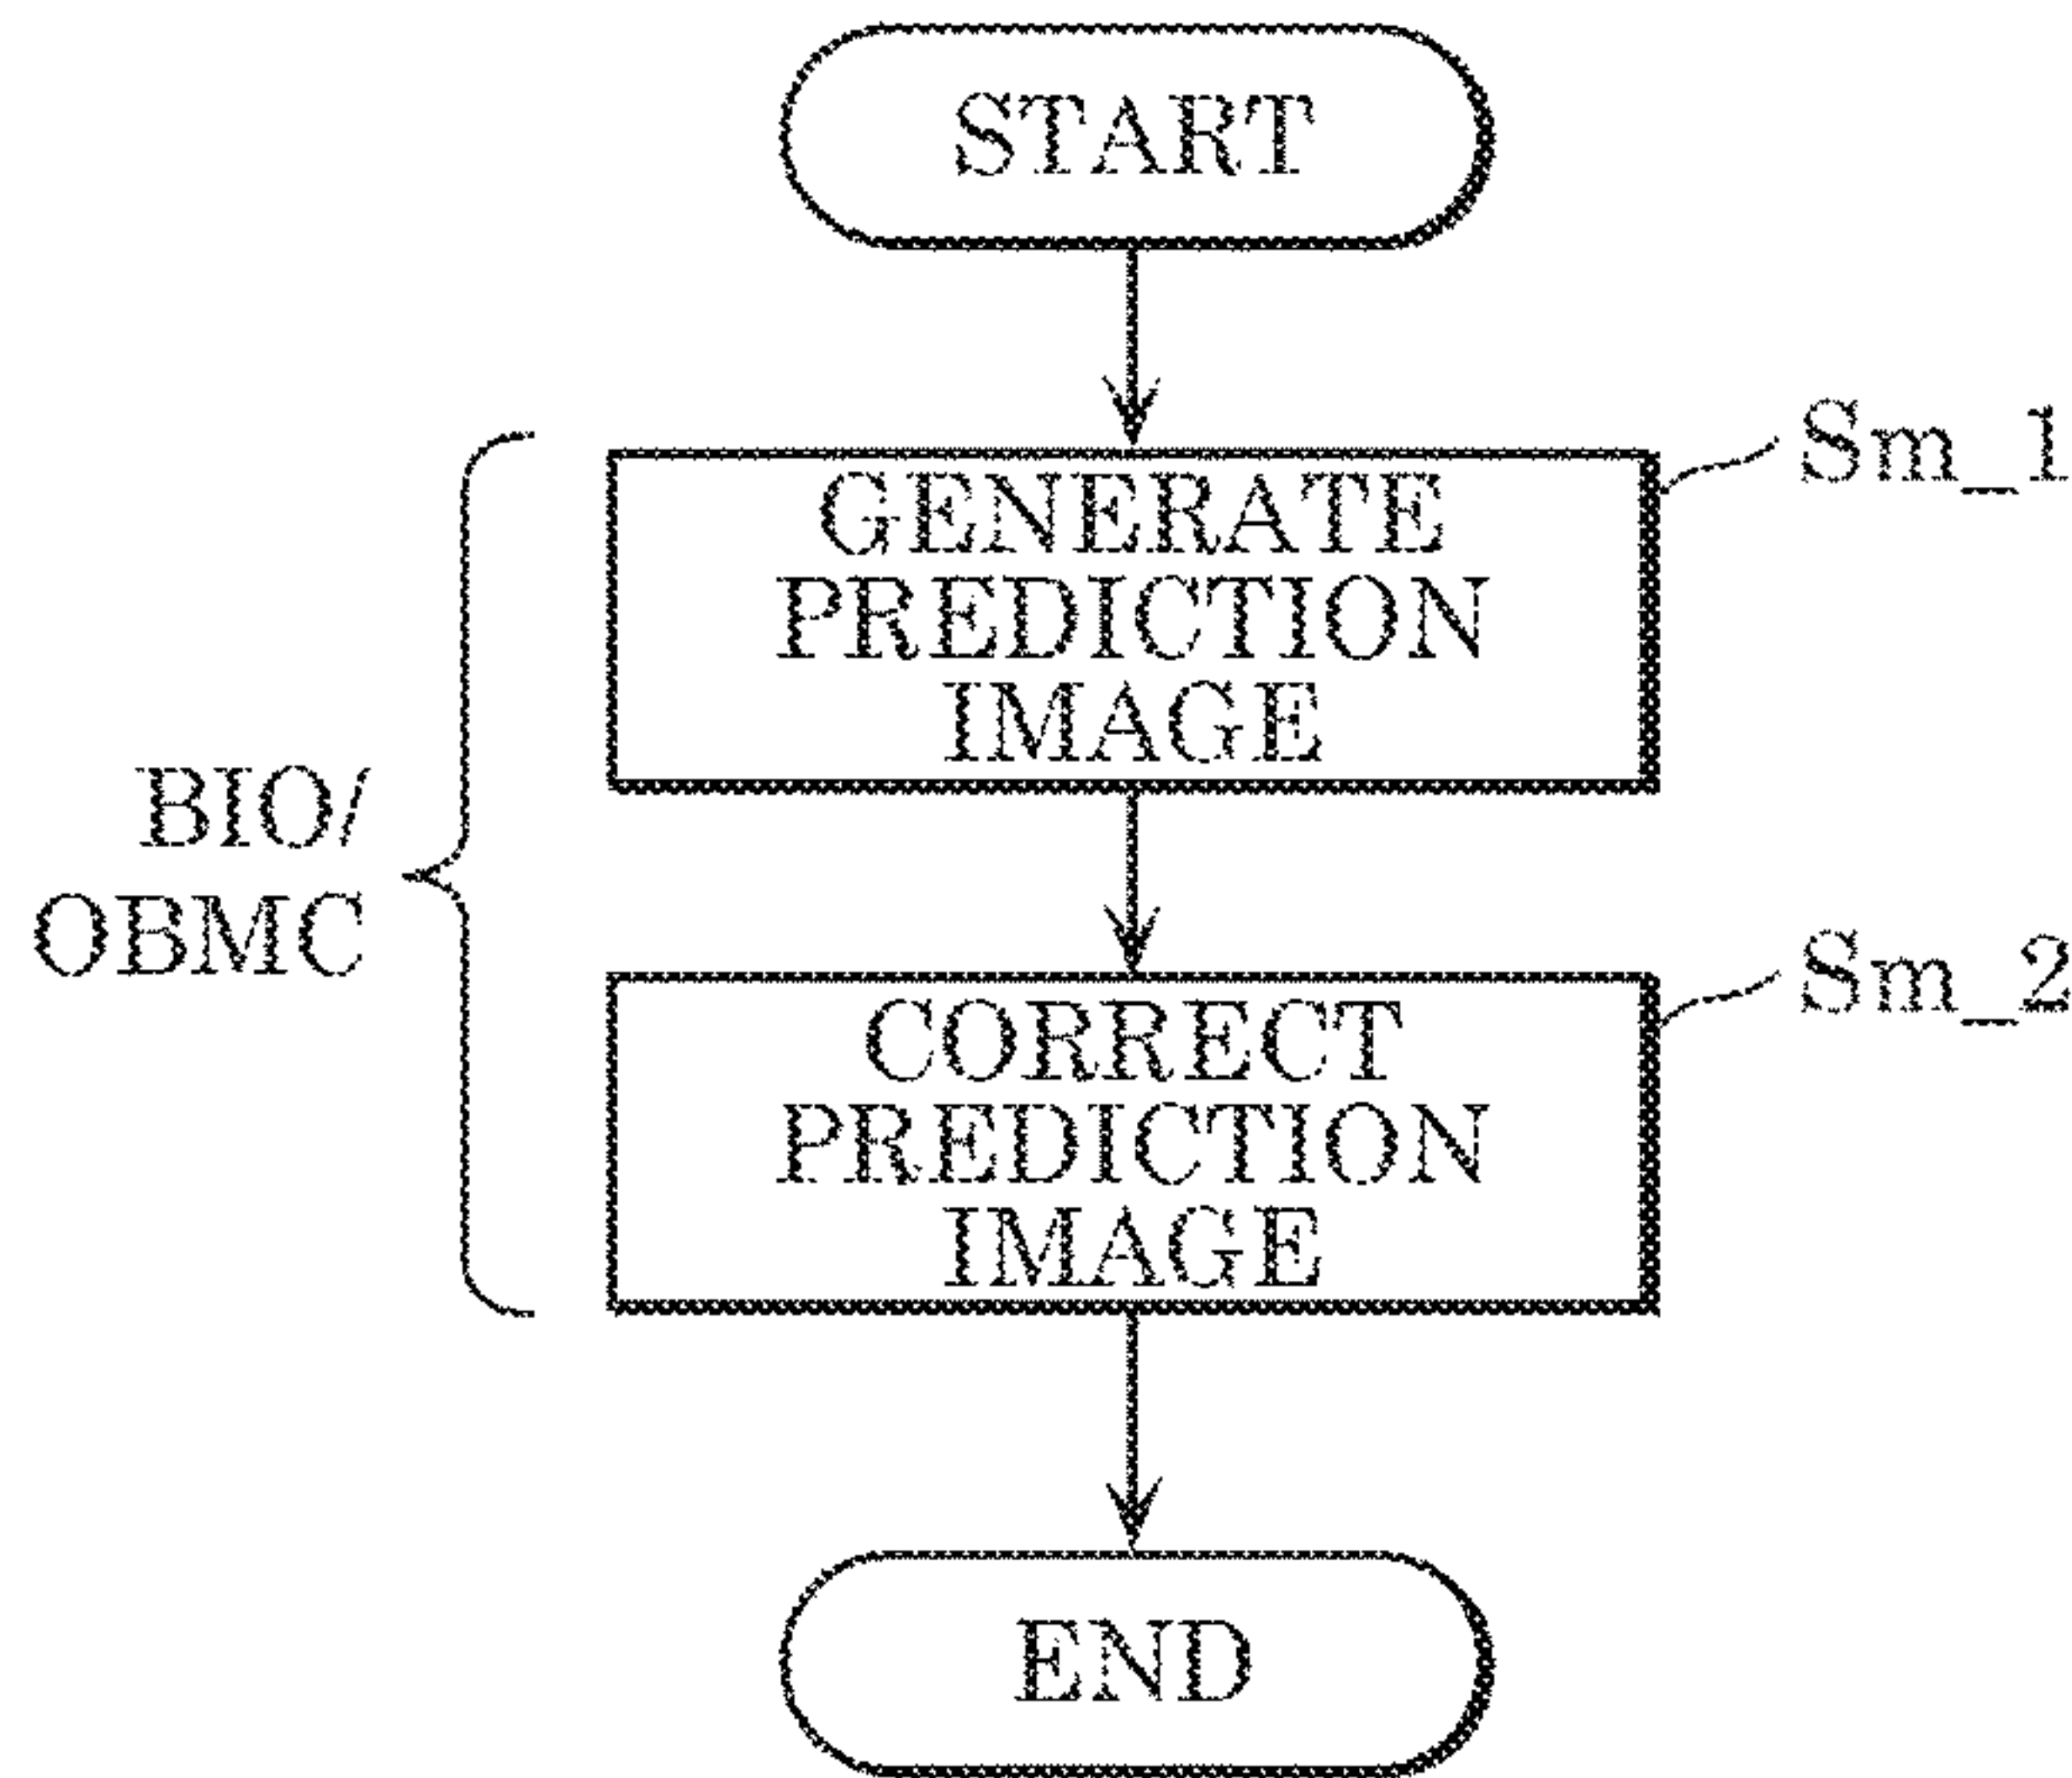 START
GENERATE
PREDICTION
IMAGE
Sm_1
BIO/
OBMC
CORRECT
PREDICTION
IMAGE
Sm_2
END